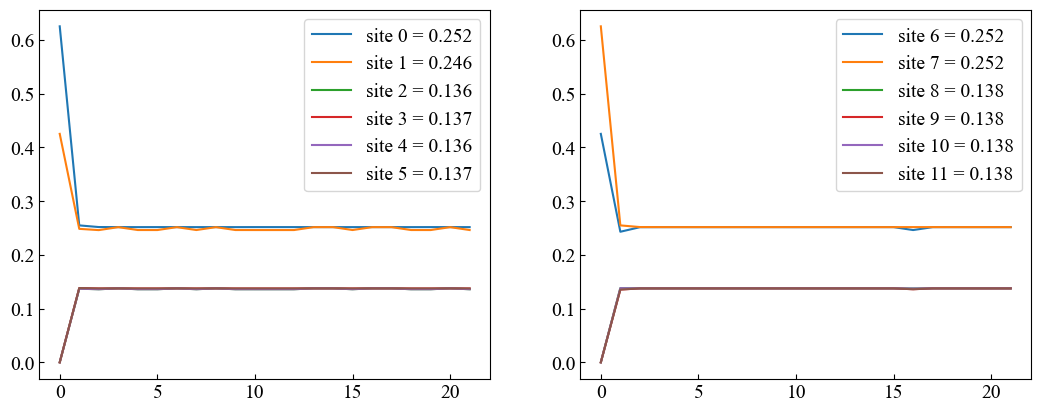 0.6
0.5
0.4
0.3
0.2
0.1
0.0
0 5 10 15 20
site 0 = 0.252
site 1 = 0.246
site 2 = 0.136
site 3 = 0.137
site 4 = 0.136
site 5 = 0.137
0.6
0.5
0.4
0.3
0.2
0.1
0.0
0 5 10 15 20
site 6 = 0.252
site 7 = 0.252
site 8 = 0.138
site 9 = 0.138
site 10 = 0.138
site 11 = 0.138